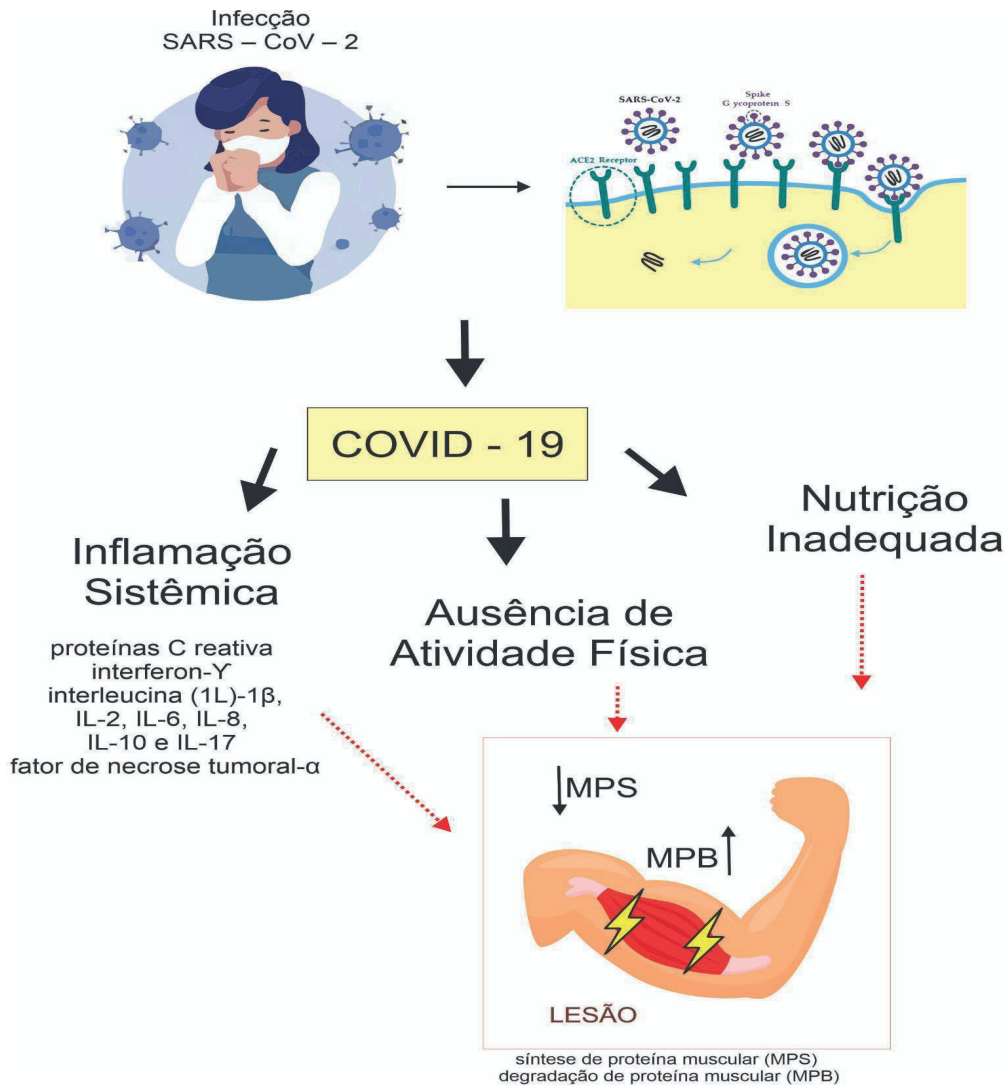 Infecção
SARS – CoV – 2
SARS-CoV-2
Spike
G ycoprotein S
ACE2 Receptor
COVID - 19
Inflamação
Sistêmica
proteínas C reativa
interferon-ϒ
interleucina (1L)-1β,
IL-2, IL-6, IL-8,
IL-10 e IL-17
fator de necrose tumoral-α
Ausência de
Atividade Física
Nutrição
Inadequada
MPS
MPB
LESÃO
síntese de proteína muscular (MPS)
degradação de proteína muscular (MPB)